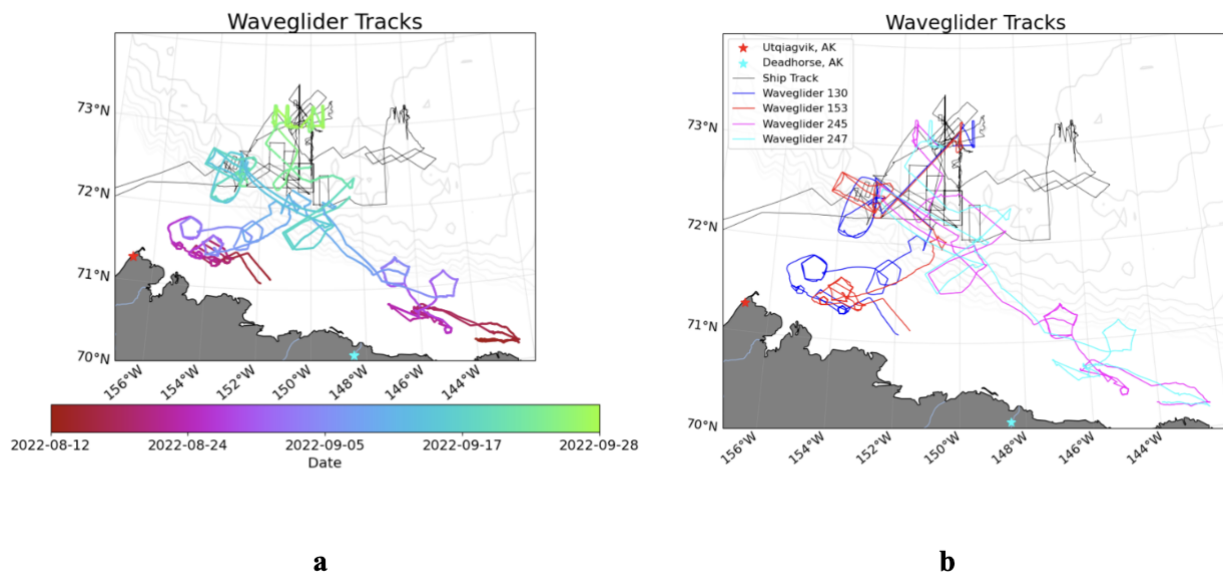 Waveglider Tracks
73°N
72°N
71°N
70°N
156°W
154°W
152°W
150°W
148°W
146°W
144°W
2022-08-12
2022-08-24
2022-09-05
2022-09-17
2022-09-28
Date
a
Waveglider Tracks
Utqiagvik, AK
Deadhorse, AK
Ship Track
Waveglider 130
Waveglider 153
Waveglider 245
Waveglider 247
73°N
72°N
71°N
70°N
156°W
154°W
152°W
150°W
148°W
146°W
144°W
b